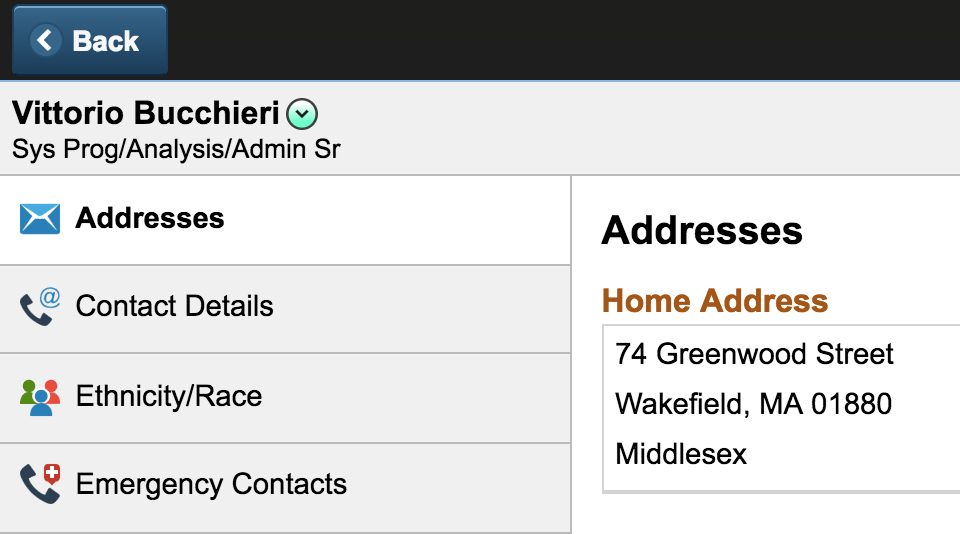 Back
Vittorio Bucchieri
Sys Prog/Analysis/Admin Sr
Addresses
Contact Details
Ethnicity/Race
Emergency Contacts
Addresses
Home Address
74 Greenwood Street
Wakefield, MA 01880
Middlesex